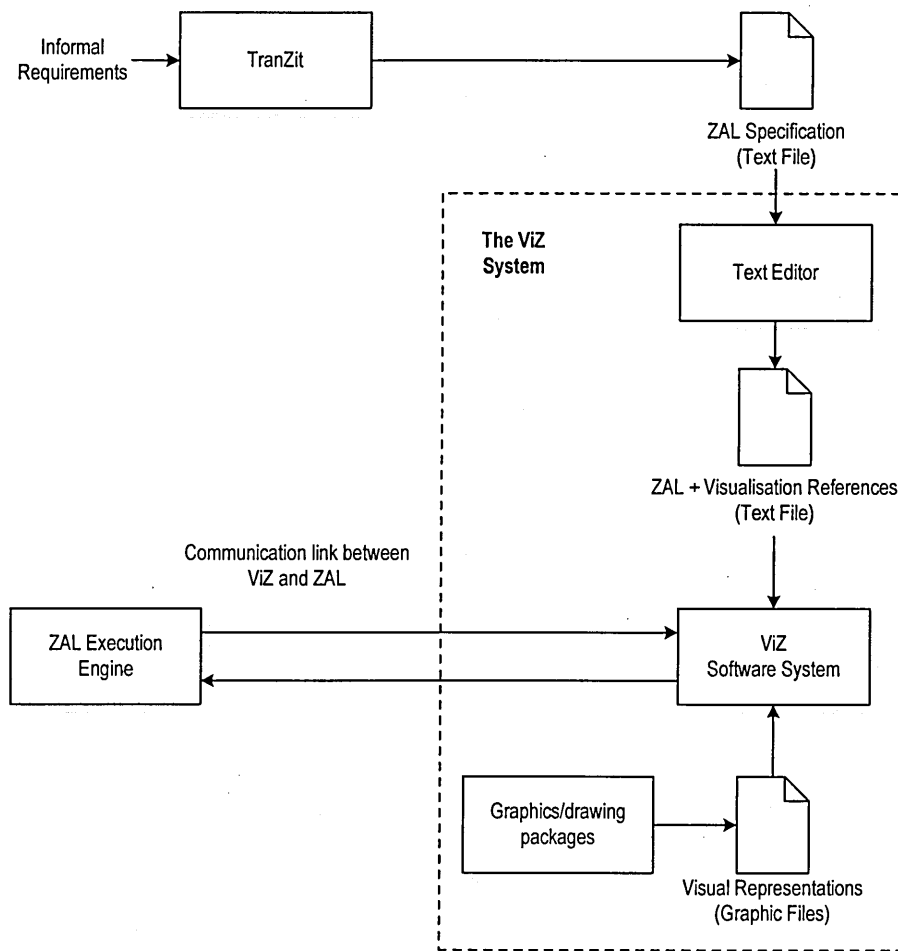 Informal
Requirements
TranZit
ZAL Specification
(Text File)
The ViZ
System
Text Editor
ZAL + Visualisation References
(Text File)
Communication link between
ViZ and ZAL
ZAL Execution
Engine
ViZ
Software System
Graphics/drawing
packages
Visual Representations
(Graphic Files)